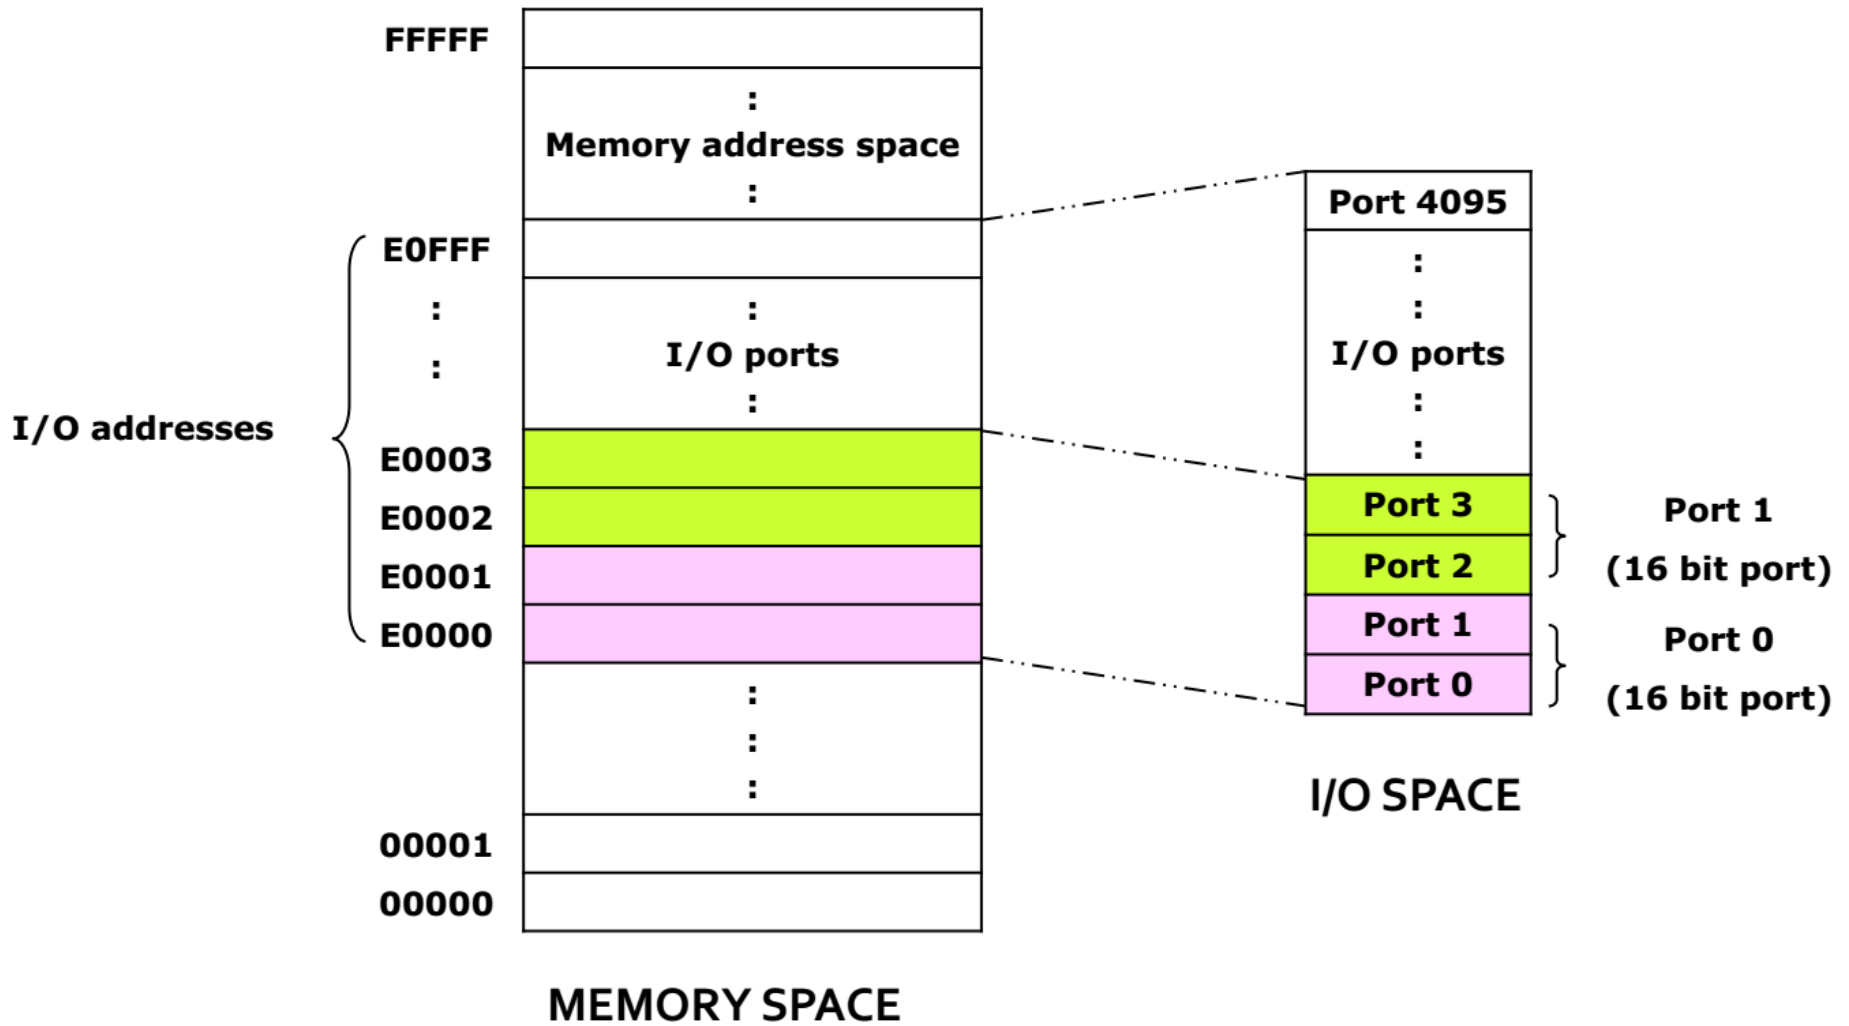 FFFFF
:
Memory address space
:
Port 4095
E0FFF
:
:
:
I/O ports
:
:
:
I/O ports
:
:
I/O addresses
E0003
E0002
E0001
E0000
Port 3
Port 2
Port 1
Port 0
Port 1
(16 bit port)
Port 0
(16 bit port)
:
:
:
I/O SPACE
00001
00000
MEMORY SPACE